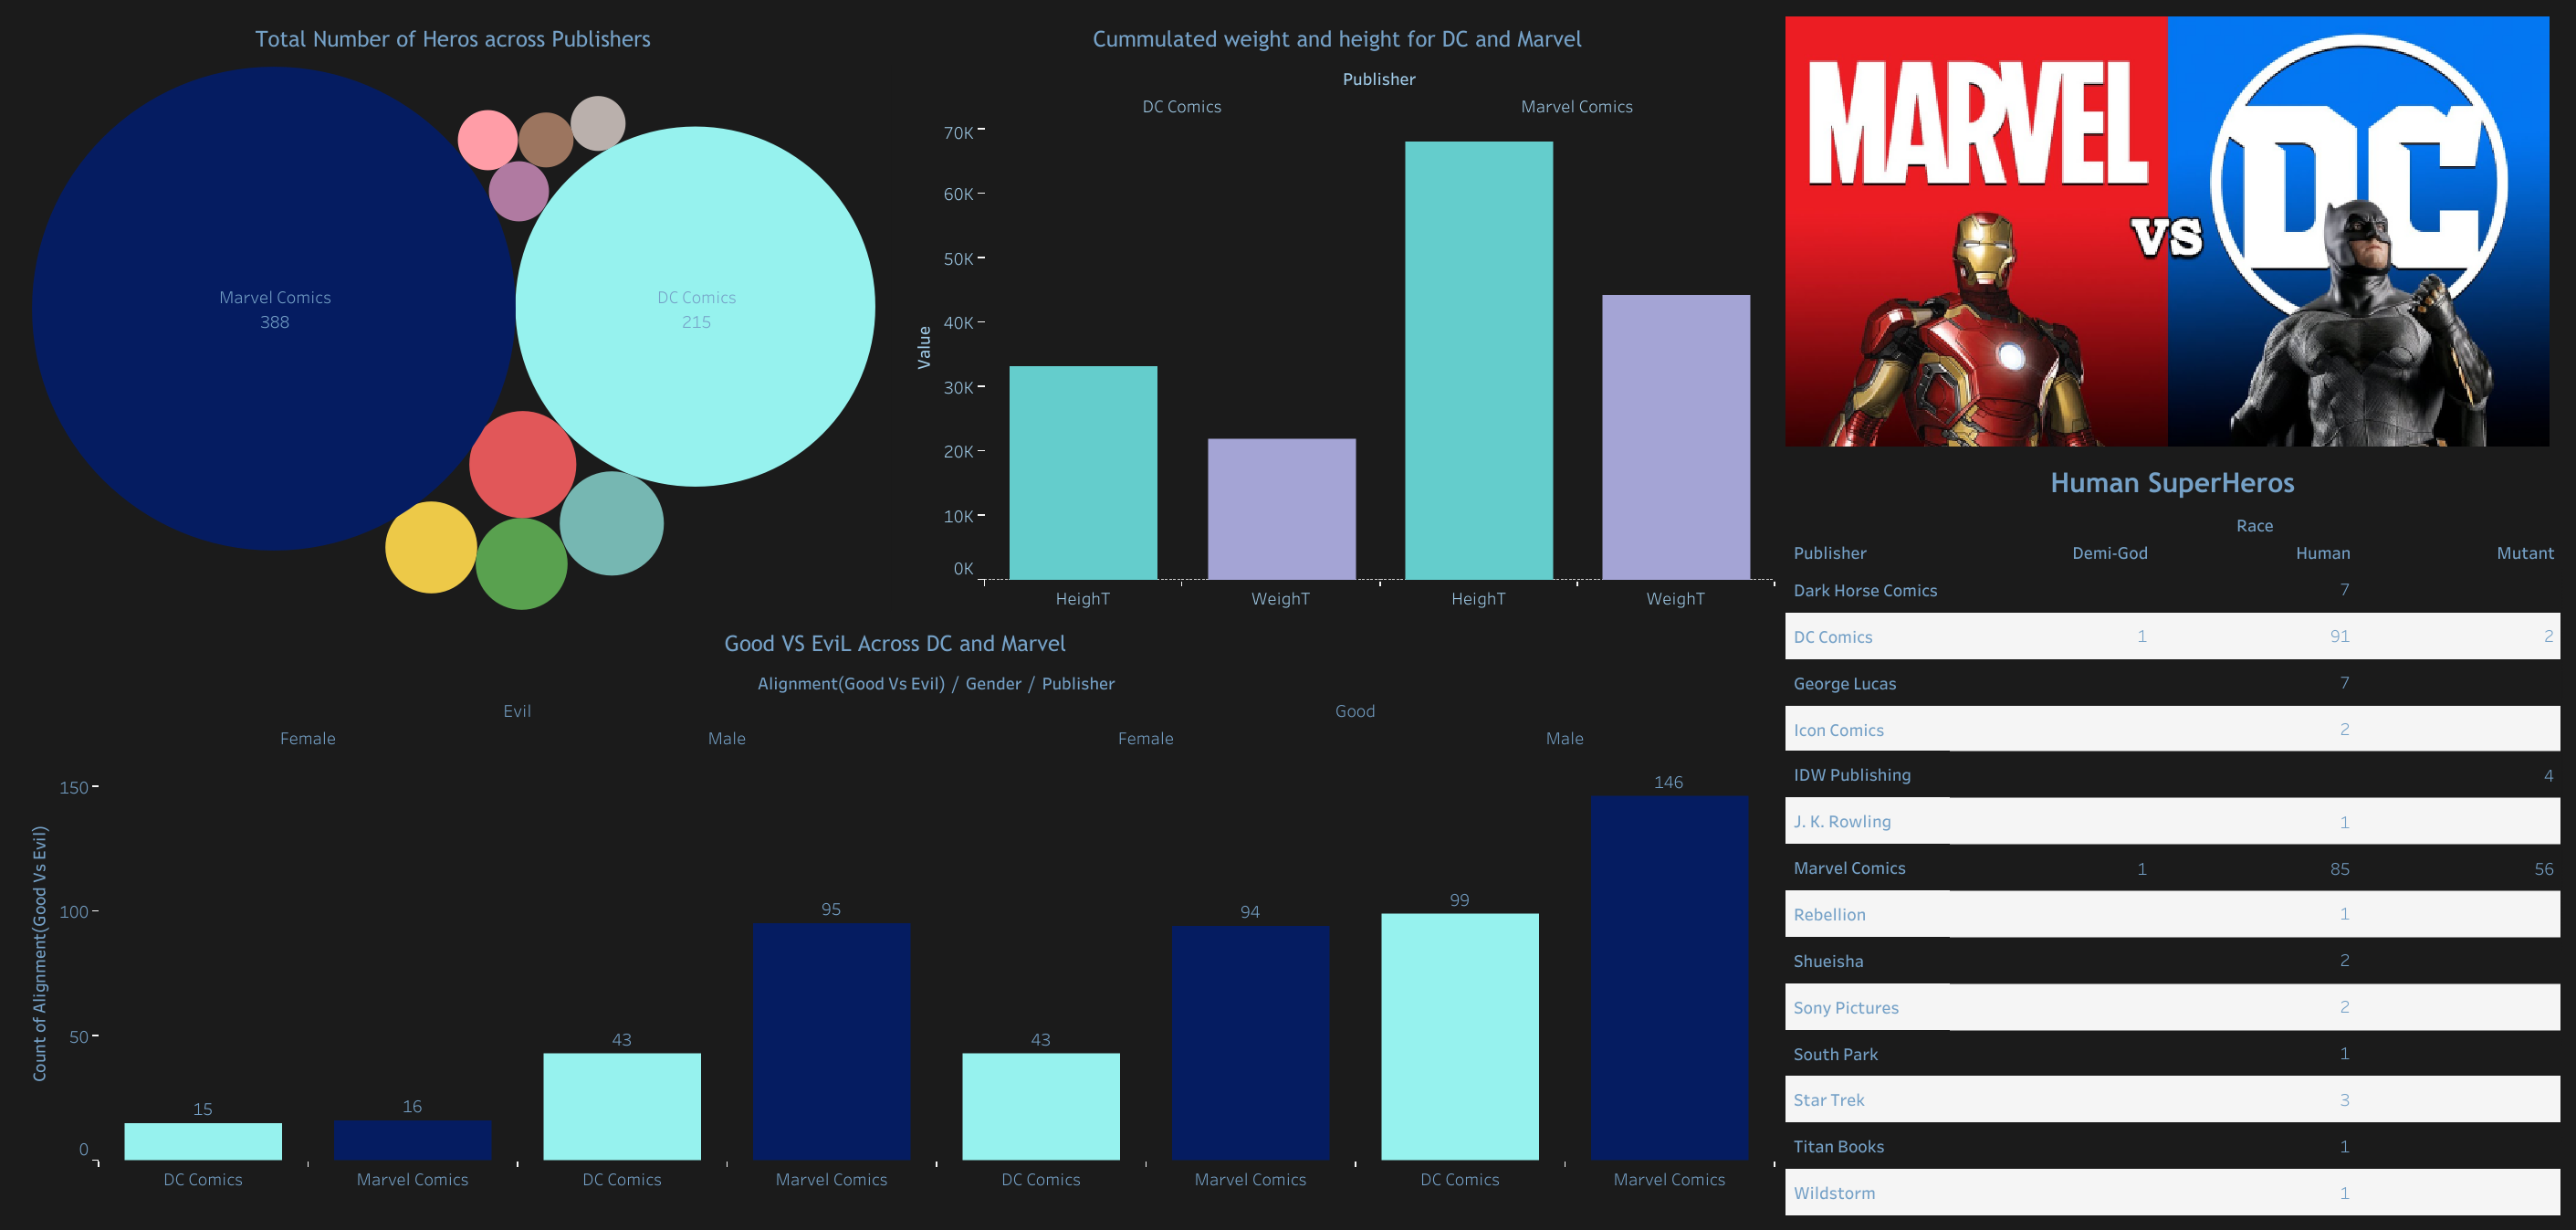 Total Number of Heros across Publishers
Marvel Comics
388
DC Comics
215
Cummulated weight and height for DC and Marvel
Publisher
DC Comics Marvel Comics
Value
70K
60K
50K
40K
30K
20K
10K
0K
HeighT WeighT HeighT WeighT
MARVEL
VS
DC
Good VS EviL Across DC and Marvel
Alignment(Good Vs Evil) / Gender / Publisher
Evil Good
Female Male Female Male
Count of Alignment(Good Vs Evil)
150
100
50
0
15 16 43 95 43 94 99 146
DC Comics Marvel Comics DC Comics Marvel Comics DC Comics Marvel Comics DC Comics Marvel Comics
Human SuperHeros
Race
Publisher Demi-God Human Mutant
Dark Horse Comics 7
DC Comics 1 91 2
George Lucas 7
Icon Comics 2
IDW Publishing 4
J. K. Rowling 1
Marvel Comics 1 85 56
Rebellion 1
Shueisha 2
Sony Pictures 2
South Park 1
Star Trek 3
Titan Books 1
Wildstorm 1